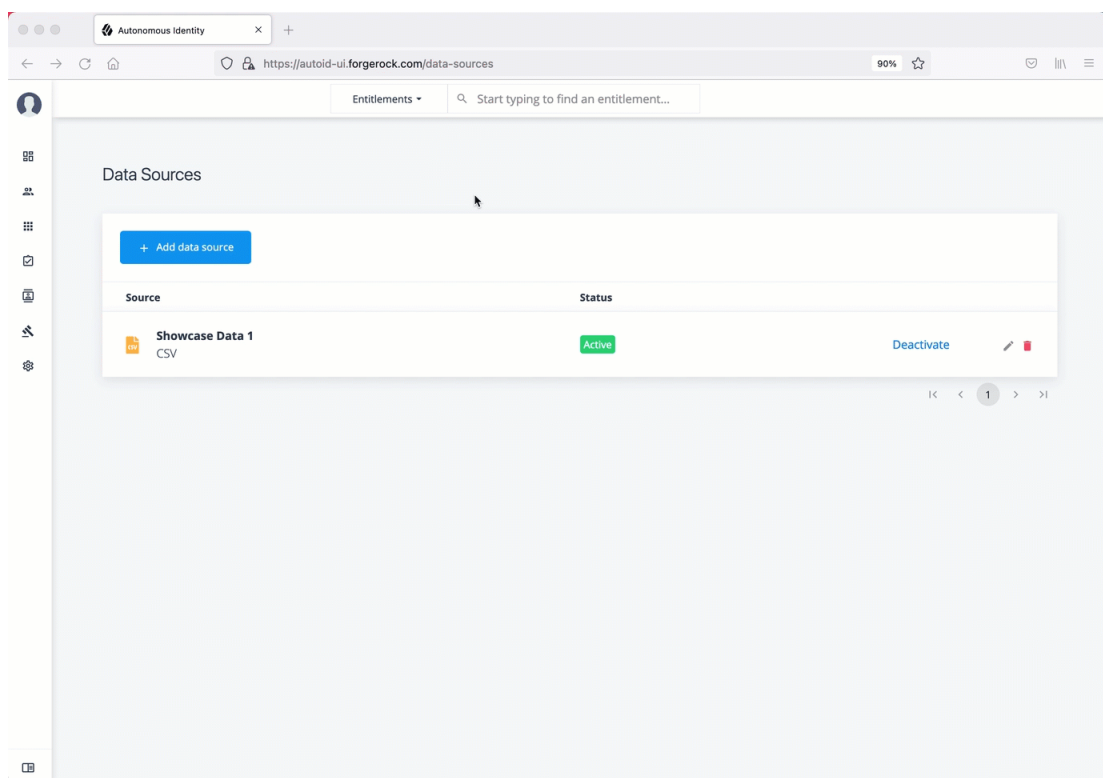 Autonomous Identity
https://autoid-ui.forgerock.com/data-sources
90%
Entitlements
Start typing to find an entitlement...
Data Sources
+ Add data source
Source Status
Showcase Data 1
CSV
CSV
Active
Deactivate
1